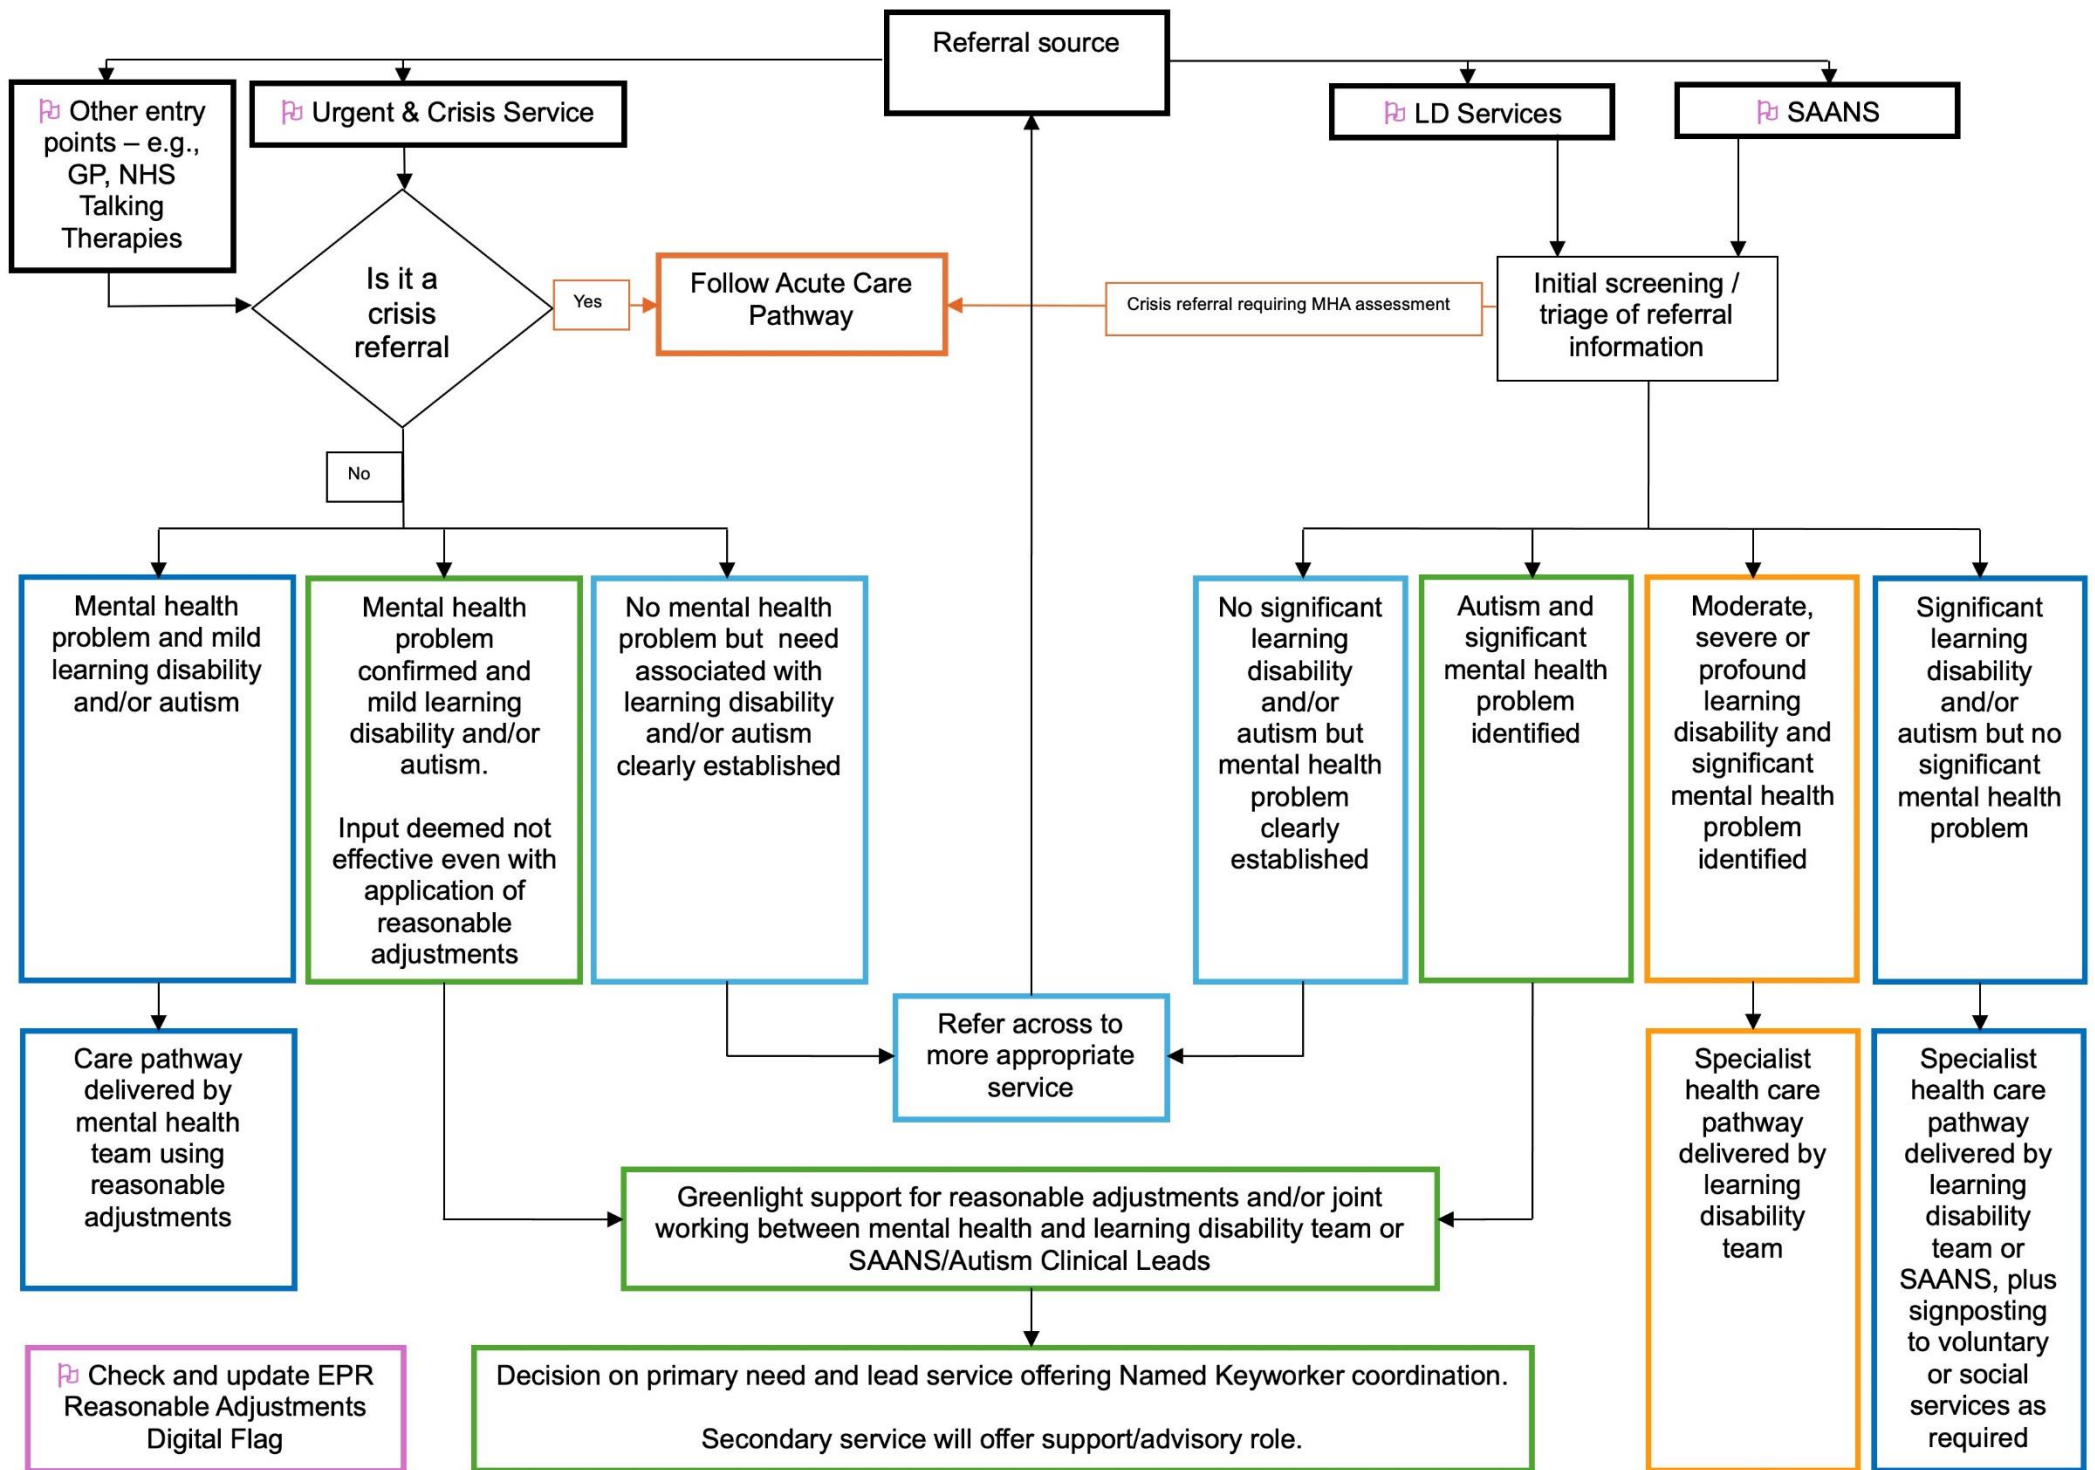 Referral source
Other entry
points – e.g.,
GP, NHS
Talking
Therapies
Urgent & Crisis Service
LD Services
SAANS
Is it a
crisis
referral
Yes
Follow Acute Care
Pathway
Crisis referral requiring MHA assessment
Initial screening /
triage of referral
information
No
Mental health
problem and mild
learning disability
and/or autism
Mental health
problem
confirmed and
mild learning
disability and/or
autism.
Input deemed not
effective even with
application of
reasonable
adjustments
No mental health
problem but  need
associated with
learning disability
and/or autism
clearly established
No significant
learning
disability
and/or
autism but
mental health
problem
clearly
established
Autism and
significant
mental health
problem
identified
Moderate,
severe or
profound
learning
disability and
significant
mental health
problem
identified
Significant
learning
disability
and/or
autism but no
significant
mental health
problem
Care pathway
delivered by
mental health
team using
reasonable
adjustments
Refer across to
more appropriate
service
Specialist
health care
pathway
delivered by
learning
disability
team
Specialist
health care
pathway
delivered by
learning
disability
team or
SAANS, plus
signposting
to voluntary
or social
services as
required
Greenlight support for reasonable adjustments and/or joint
working between mental health and learning disability team or
SAANS/Autism Clinical Leads
Check and update EPR
Reasonable Adjustments
Digital Flag
Decision on primary need and lead service offering Named Keyworker coordination.
Secondary service will offer support/advisory role.